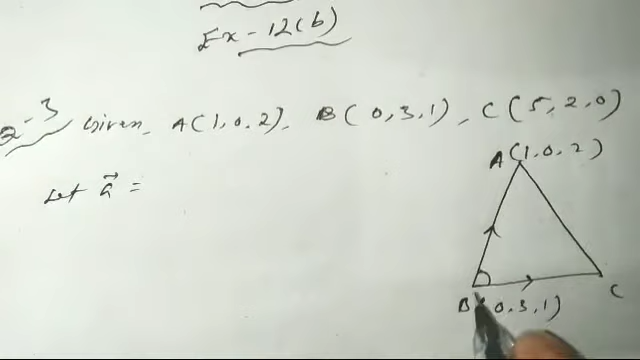 Ex - 12(b)
Q-3 Given, A(1,0,2), B(0,3,1), C(5,2,0)
A(1,0,2)
Let a⃗ =
B(0,3,1)
C